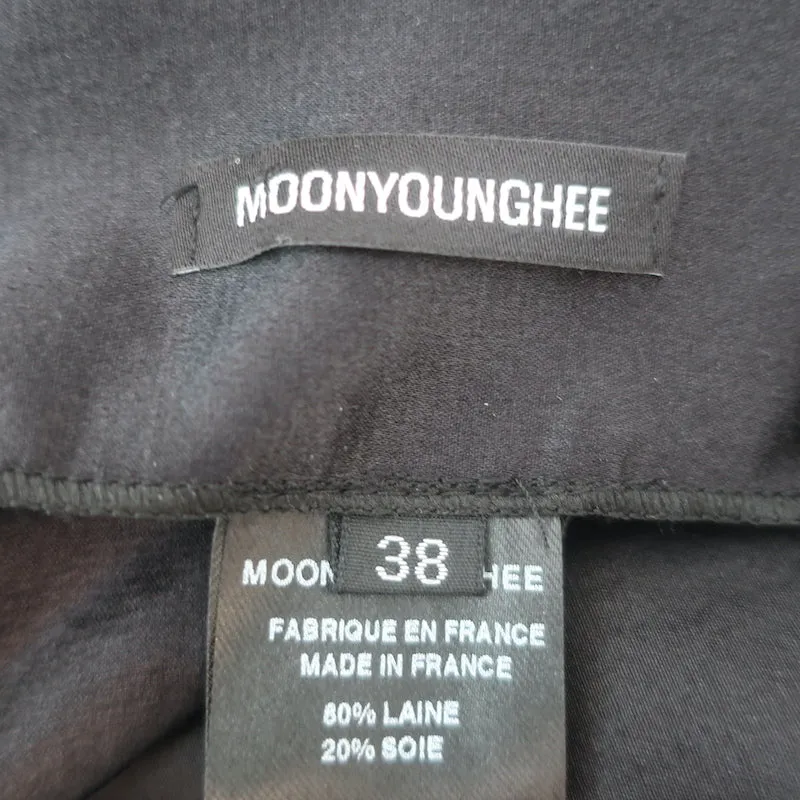 MOONYOUNGHEE
38
MOON HEE
FABRIQUE EN FRANCE
MADE IN FRANCE
80% LAINE
20% SOIE